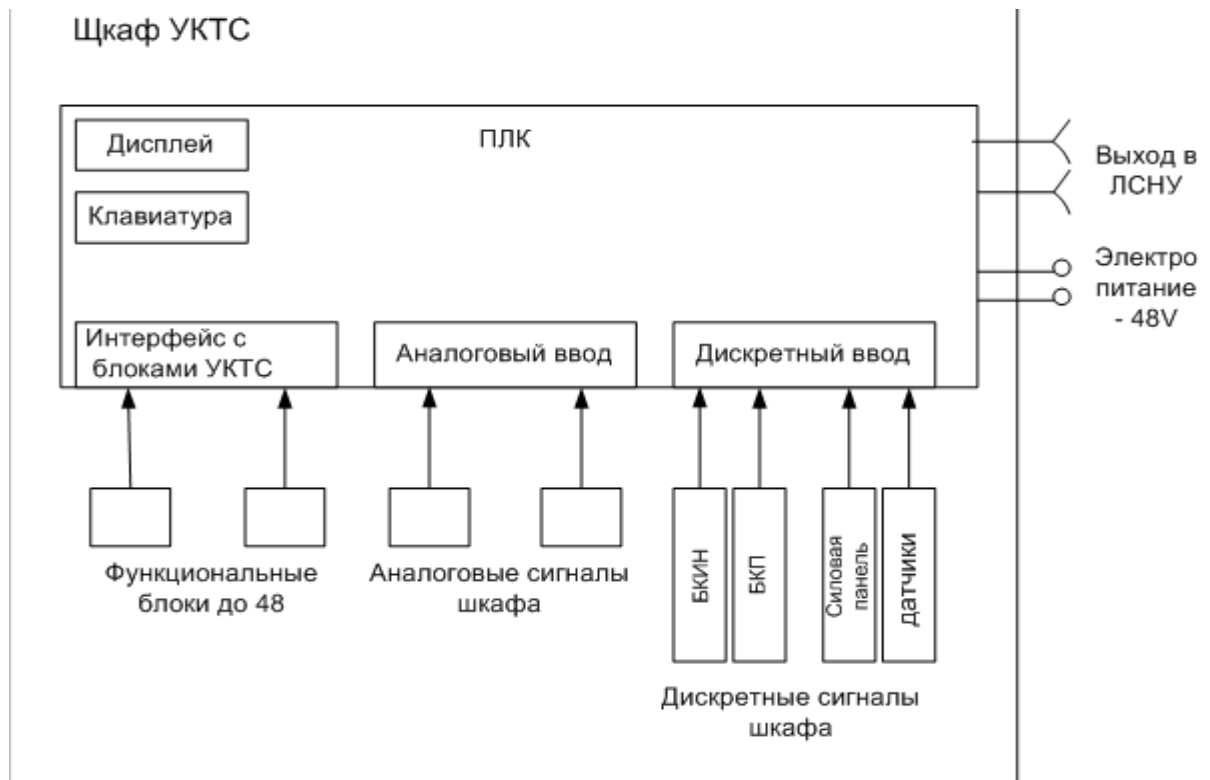 Щкаф УКТС
Дисплей
ПЛК
Клавиатура
Выход в
ЛСНУ
Электро
питание
- 48V
Интерфейс с
блоками УКТС
Аналоговый ввод
Дискретный ввод
БКИН
БКП
Силовая
панель
датчики
Функциональные
блоки до 48
Аналоговые сигналы
шкафа
Дискретные сигналы
шкафа